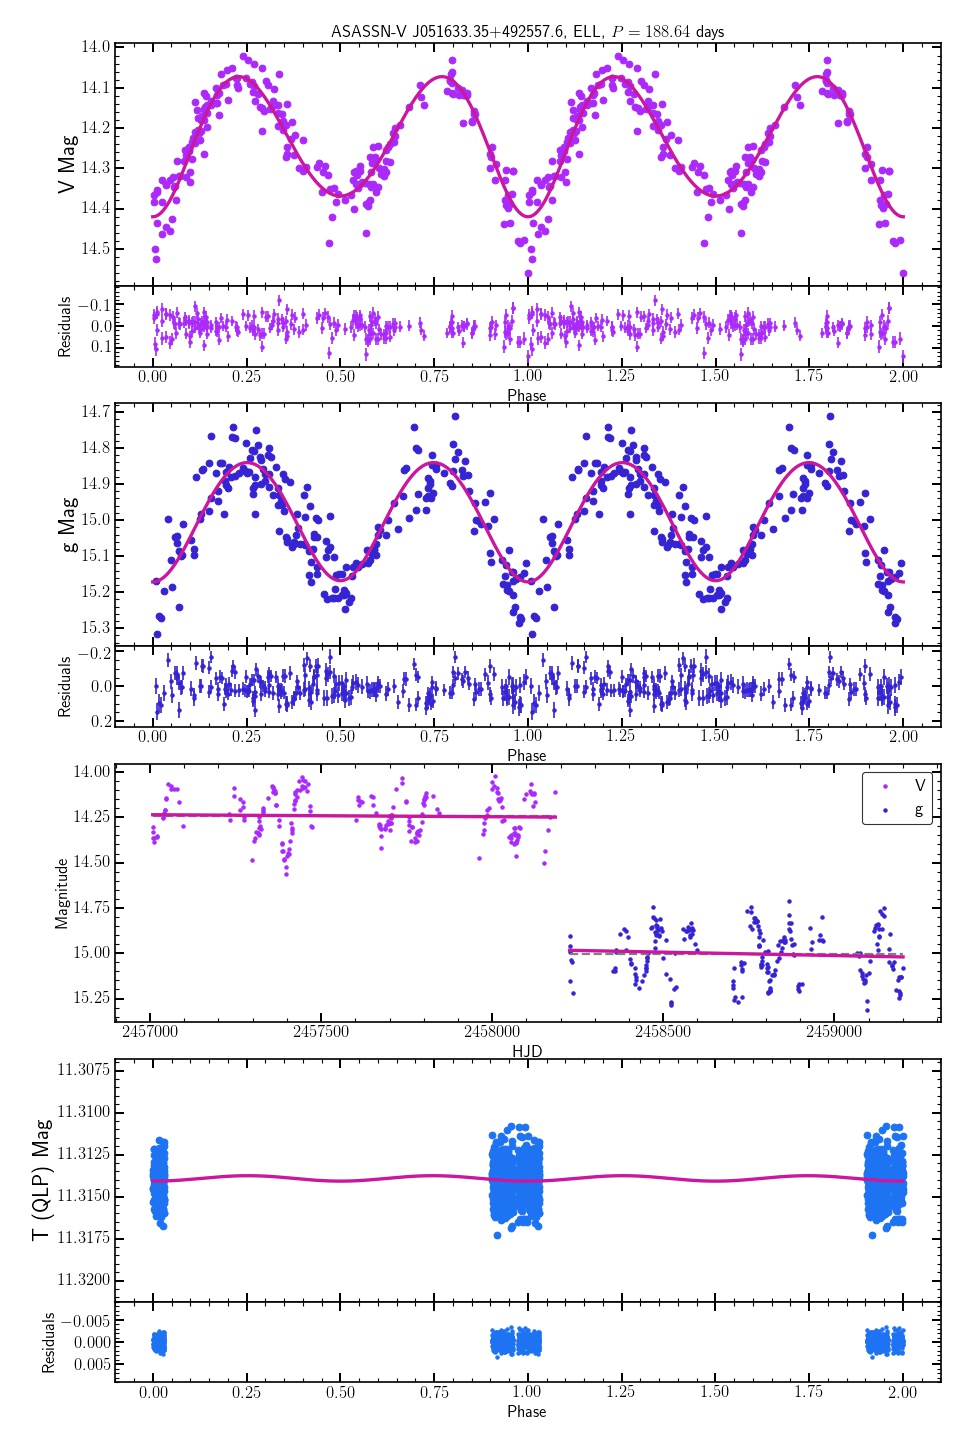 ASASSN-V J051633.35+492557.6, ELL, P = 188.64 days
14.0
14.1
14.2
14.3
14.4
14.5
V Mag
−0.1
0.0
0.1
Residuals
0.00 0.25 0.50 0.75 1.00 1.25 1.50 1.75 2.00
Phase
14.7
14.8
14.9
15.0
15.1
15.2
15.3
g Mag
−0.2
0.0
0.2
Residuals
0.00 0.25 0.50 0.75 1.00 1.25 1.50 1.75 2.00
Phase
14.00
14.25
14.50
14.75
15.00
15.25
Magnitude
V
g
2457000 2457500 2458000 2458500 2459000
HJD
11.3075
11.3100
11.3125
11.3150
11.3175
11.3200
T (QLP) Mag
−0.005
0.000
0.005
Residuals
0.00 0.25 0.50 0.75 1.00 1.25 1.50 1.75 2.00
Phase